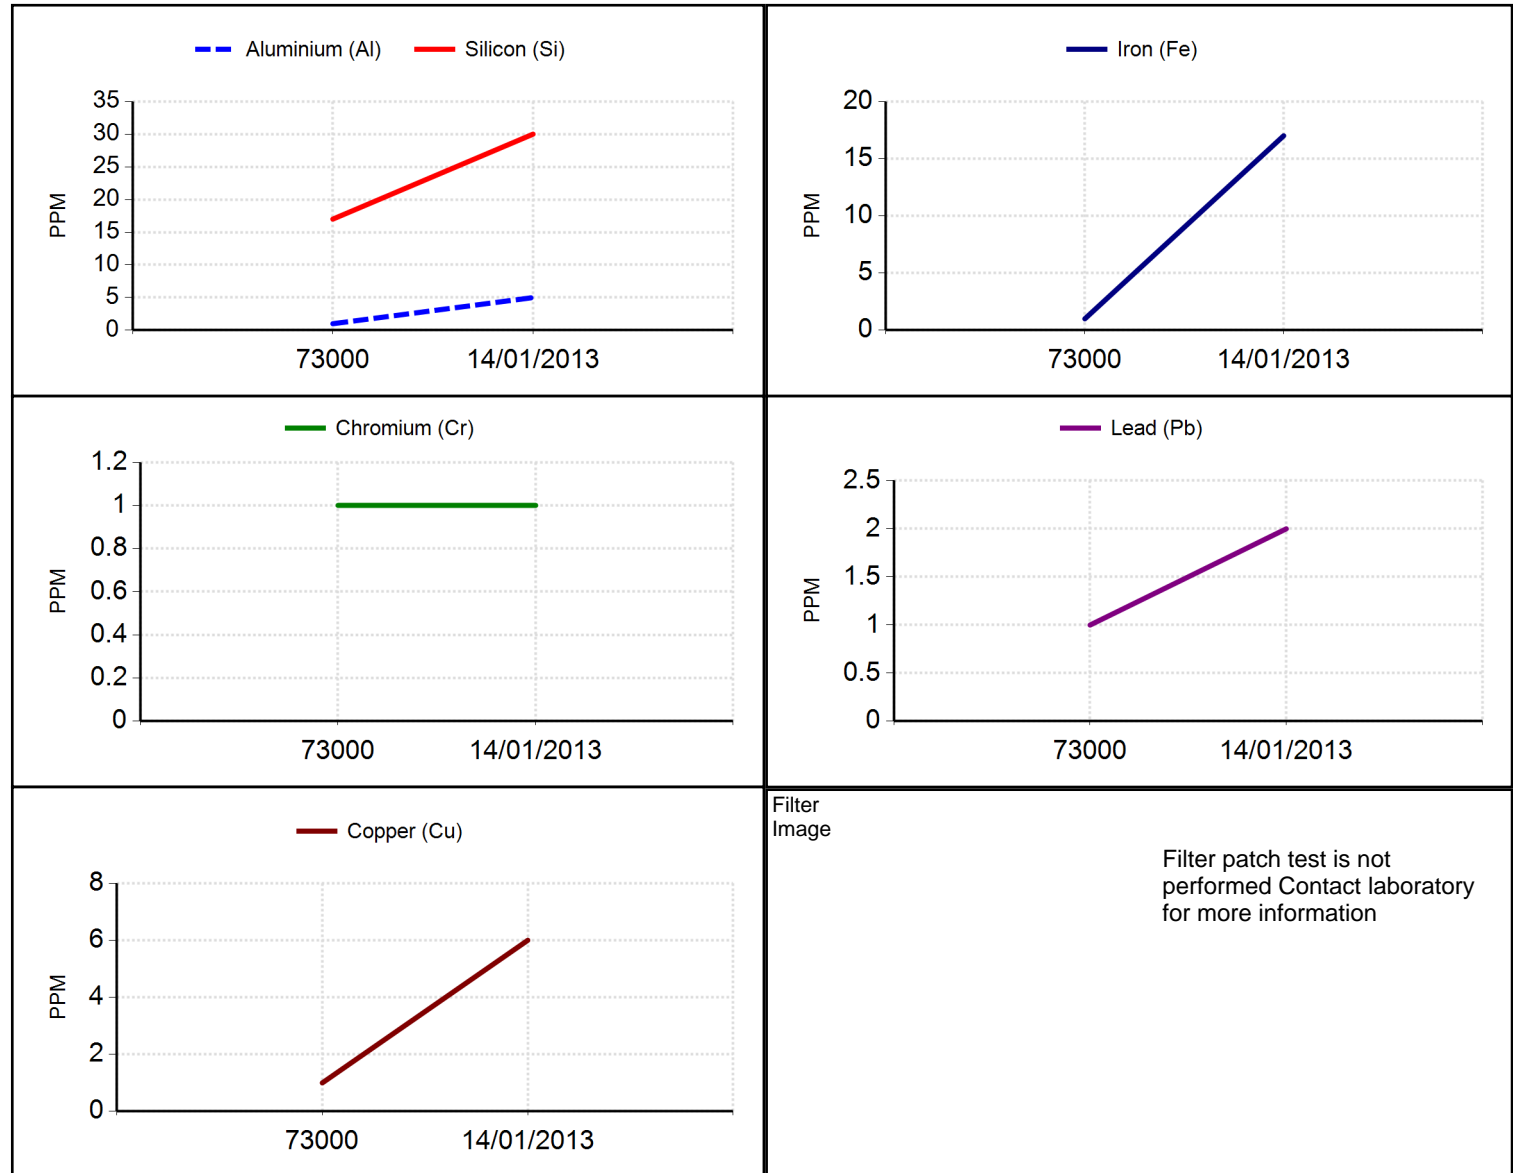 Aluminium (Al) Silicon (Si)
35
30
25
20
15
10
5
0
PPM
73000 14/01/2013
Iron (Fe)
20
15
10
5
0
PPM
73000 14/01/2013
Chromium (Cr)
1.2
1
0.8
0.6
0.4
0.2
0
PPM
73000 14/01/2013
Lead (Pb)
2.5
2
1.5
1
0.5
0
PPM
73000 14/01/2013
Copper (Cu)
8
6
4
2
0
PPM
73000 14/01/2013
Filter
Image
Filter patch test is not
performed Contact laboratory
for more information